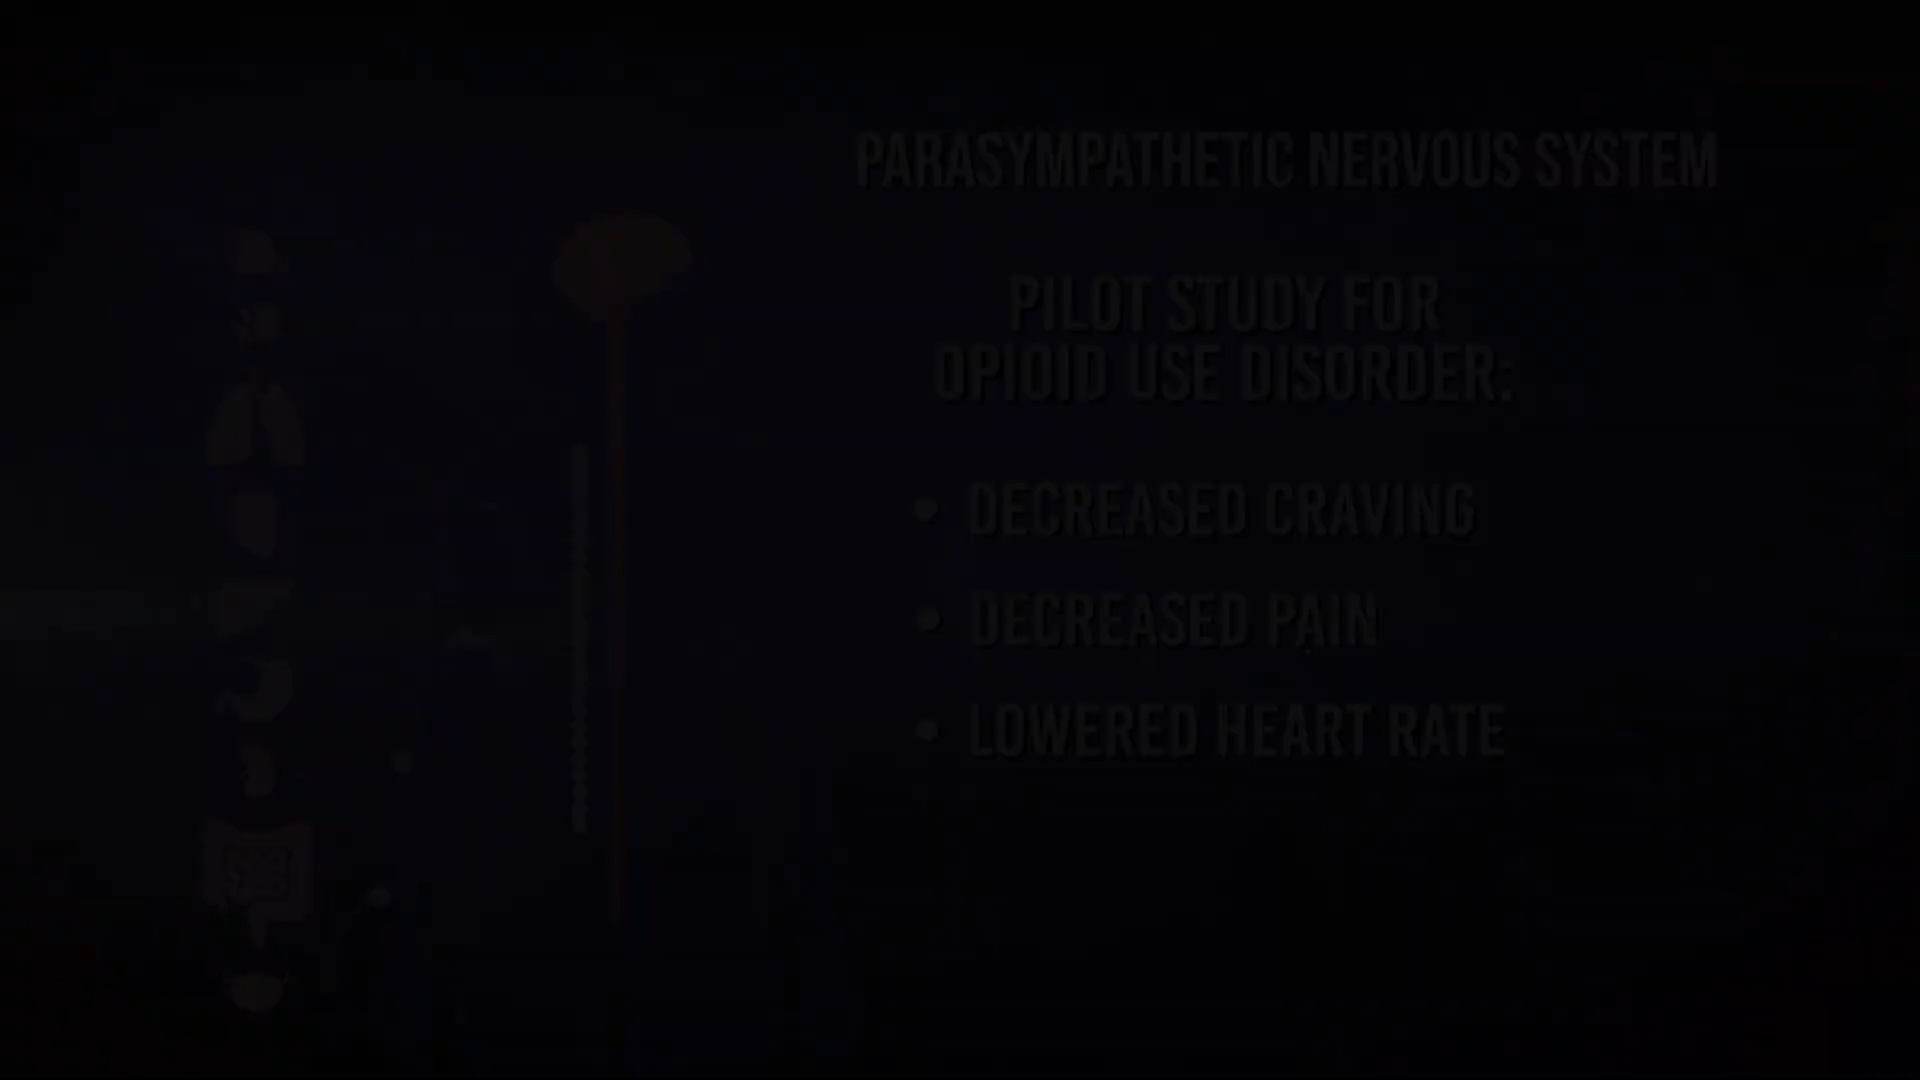 PARASYMPATHETIC NERVOUS SYSTEM
PILOT STUDY FOR
OPIOID USE DISORDER:
• DECREASED CRAVING
• DECREASED PAIN
• LOWERED HEART RATE